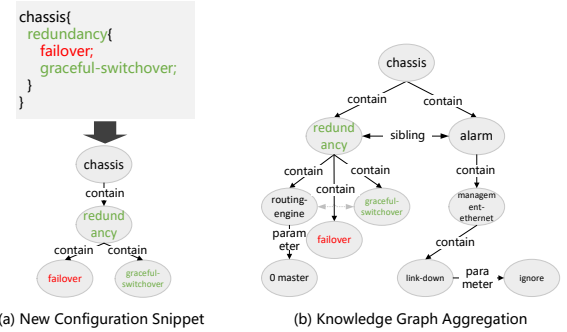 chassis{
redundancy{
failover;
graceful-switchover;
}
}
chassis
contain
redund
ancy
contain
contain
failover
graceful-
switchover
(a) New Configuration Snippet
chassis
contain
contain
redund
ancy
sibling
alarm
contain
contain
contain
contain
routing-
engine
graceful-
switchover
managem
ent-
ethernet
param
eter
failover
contain
0 master
link-down
para
meter
ignore
(b) Knowledge Graph Aggregation